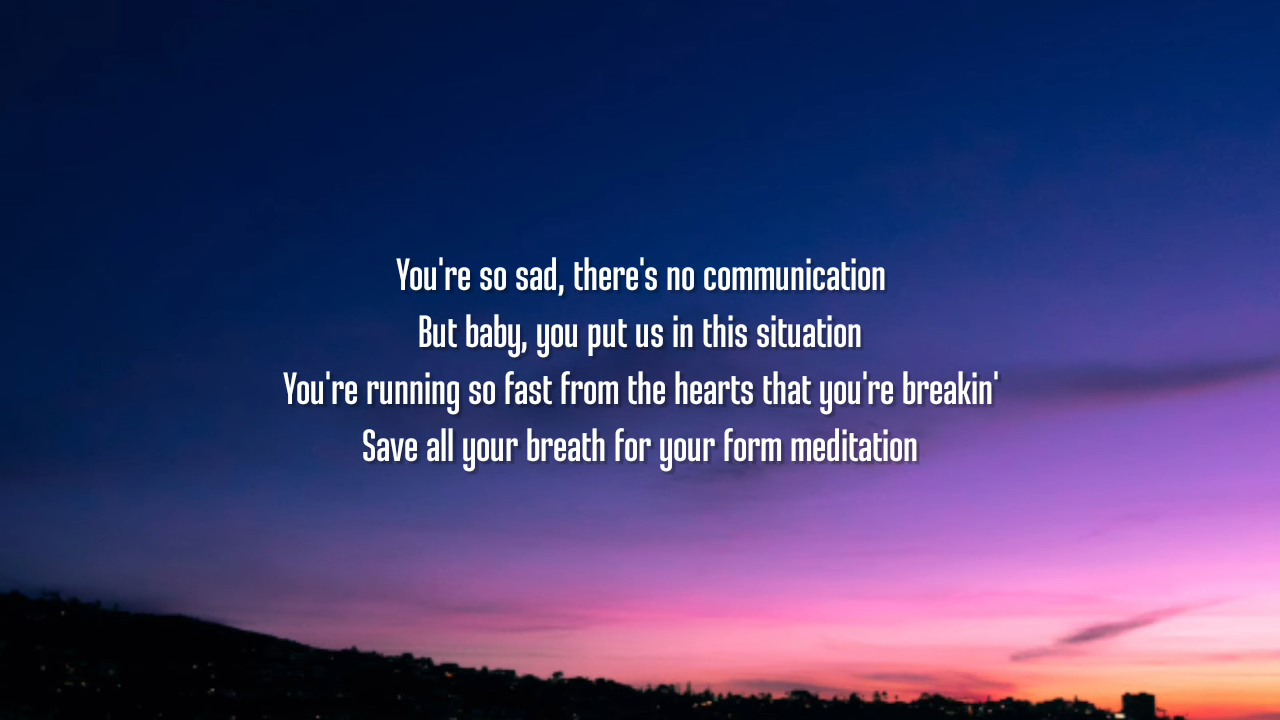 You're so sad, there's no communication
But baby, you put us in this situation
You're running so fast from the hearts that you're breakin'
Save all your breath for your form meditation